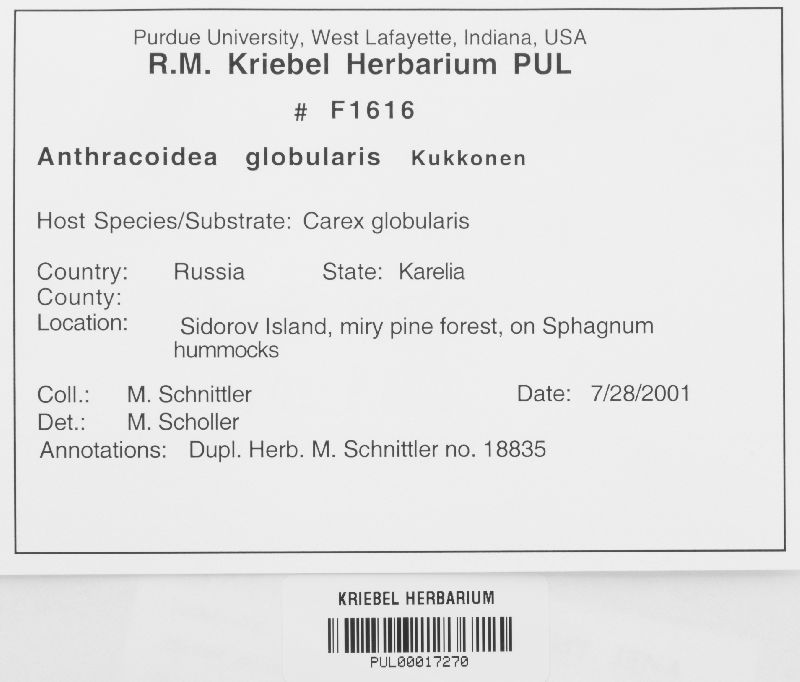 Purdue University, West Lafayette, Indiana, USA
R.M. Kriebel Herbarium PUL
# F1616
Anthracoidea globularis Kukkonen
Host Species/Substrate: Carex globularis
Country: Russia State: Karelia
County:
Location: Sidorov Island, miry pine forest, on Sphagnum
hummocks
Coll.: M. Schnittler Date: 7/28/2001
Det.: M. Scholler
Annotations: Dupl. Herb. M. Schnittler no. 18835
KRIEBEL HERBARIUM
PUL00017270